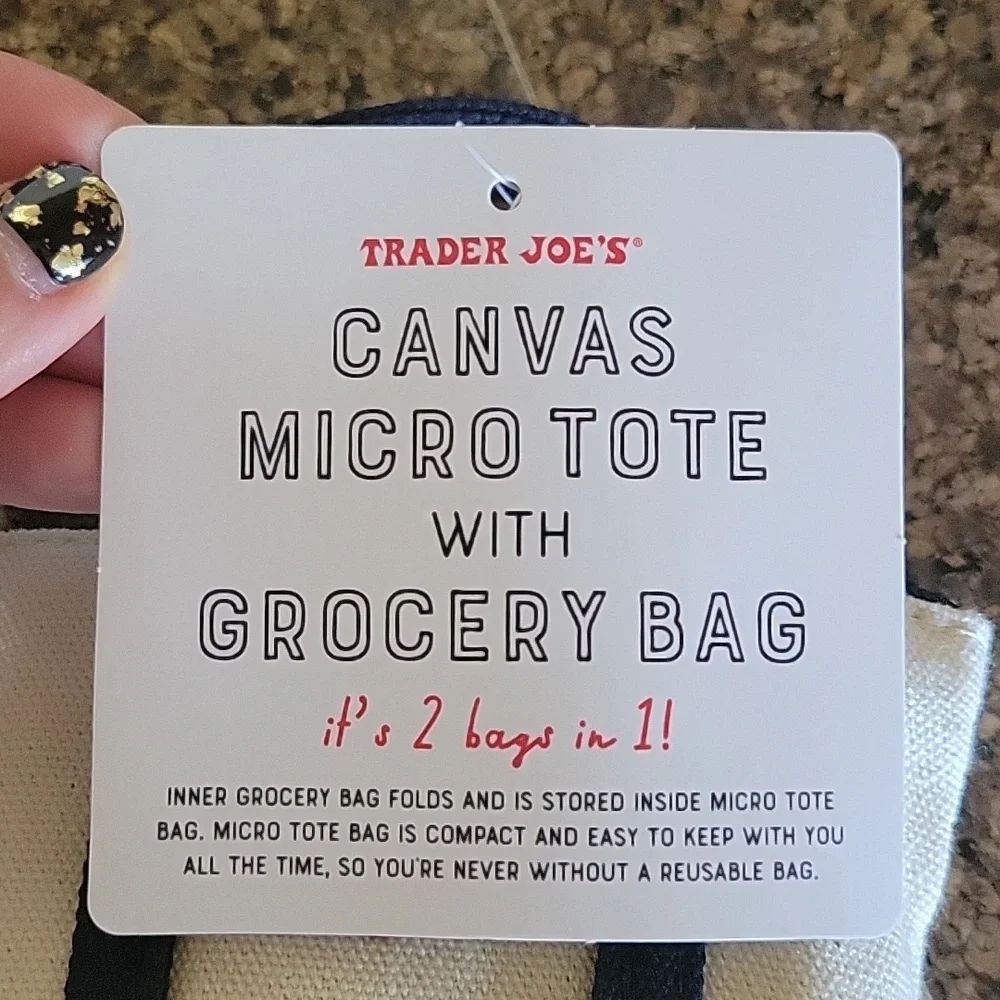 TRADER JOE'S®
CANVAS
MICRO TOTE
WITH
GROCERY BAG
it's 2 bags in 1!
INNER GROCERY BAG FOLDS AND IS STORED INSIDE MICRO TOTE
BAG. MICRO TOTE BAG IS COMPACT AND EASY TO KEEP WITH YOU
ALL THE TIME, SO YOU'RE NEVER WITHOUT A REUSABLE BAG.